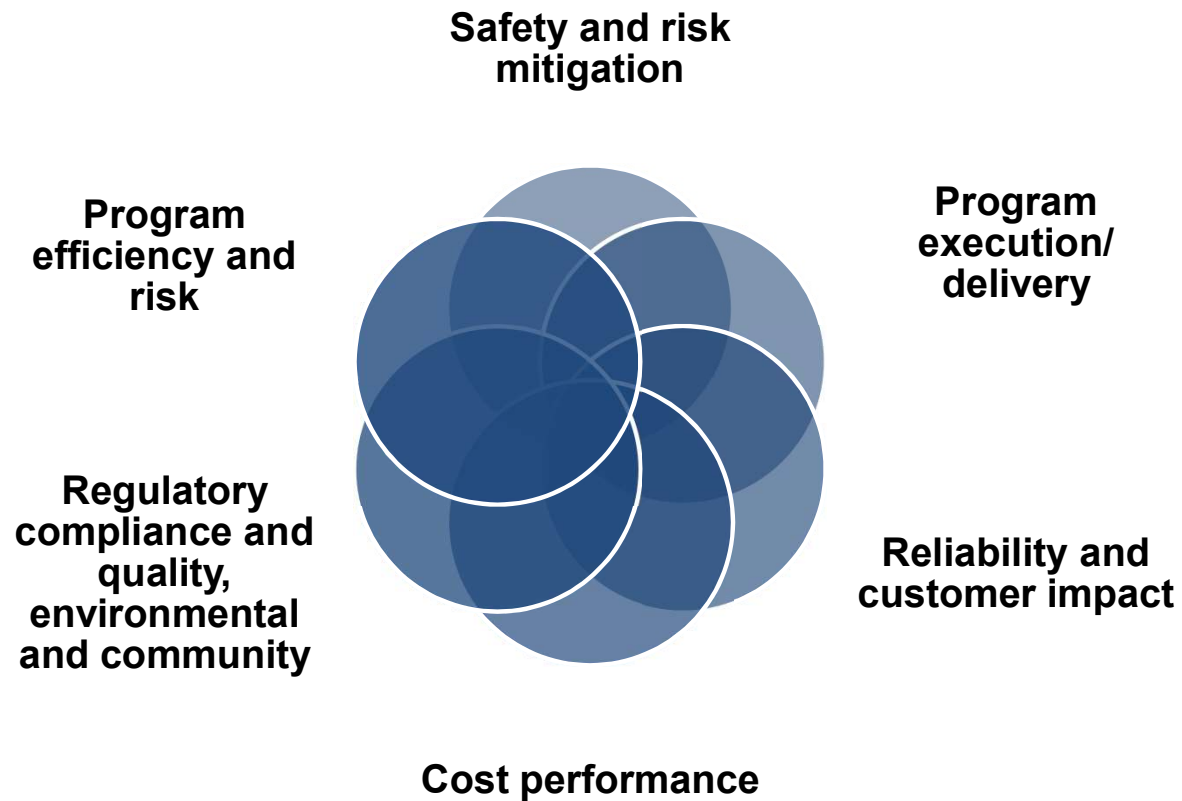 Safety and risk
mitigation
Program
efficiency and
risk
Program
execution/
delivery
Regulatory
compliance and
quality,
environmental
and community
Reliability and
customer impact
Cost performance